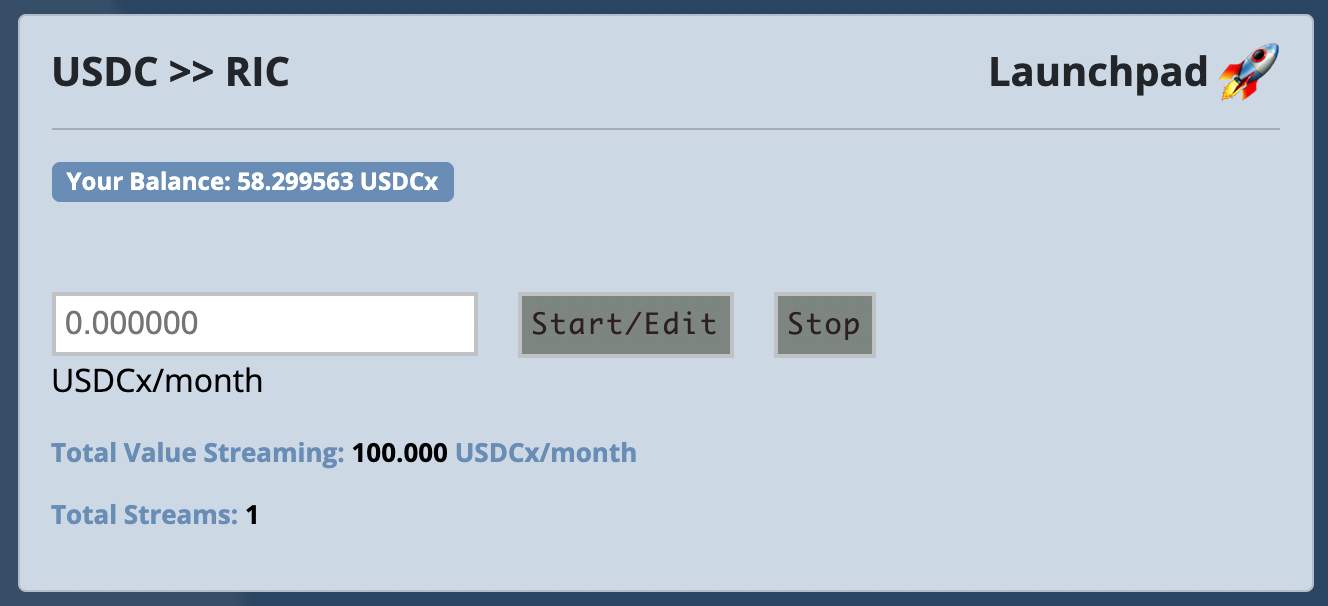 USDC >> RIC
Launchpad 🚀
Your Balance: 58.299563 USDCx
0.000000
Start/Edit
Stop
USDCx/month
Total Value Streaming: 100.000 USDCx/month
Total Streams: 1